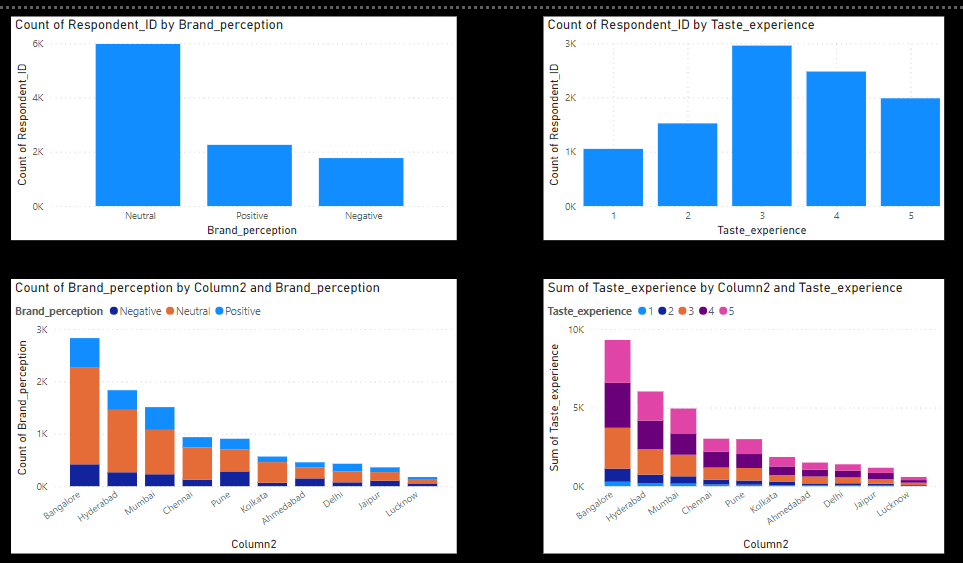 Count of Respondent_ID by Brand_perception
Count of Respondent_ID
6K
4K
2K
0K
Neutral Positive Negative
Brand_perception
Count of Respondent_ID by Taste_experience
Count of Respondent_ID
3K
2K
1K
0K
1 2 3 4 5
Taste_experience
Count of Brand_perception by Column2 and Brand_perception
Brand_perception Negative Neutral Positive
Count of Brand_perception
3K
2K
1K
0K
Bangalore Hyderabad Mumbai Chennai Pune Kolkata Ahmedabad Delhi Jaipur Lucknow
Column2
Sum of Taste_experience by Column2 and Taste_experience
Taste_experience 1 2 3 4 5
Sum of Taste_experience
10K
5K
0K
Bangalore Hyderabad Mumbai Chennai Pune Kolkata Ahmedabad Delhi Jaipur Lucknow
Column2